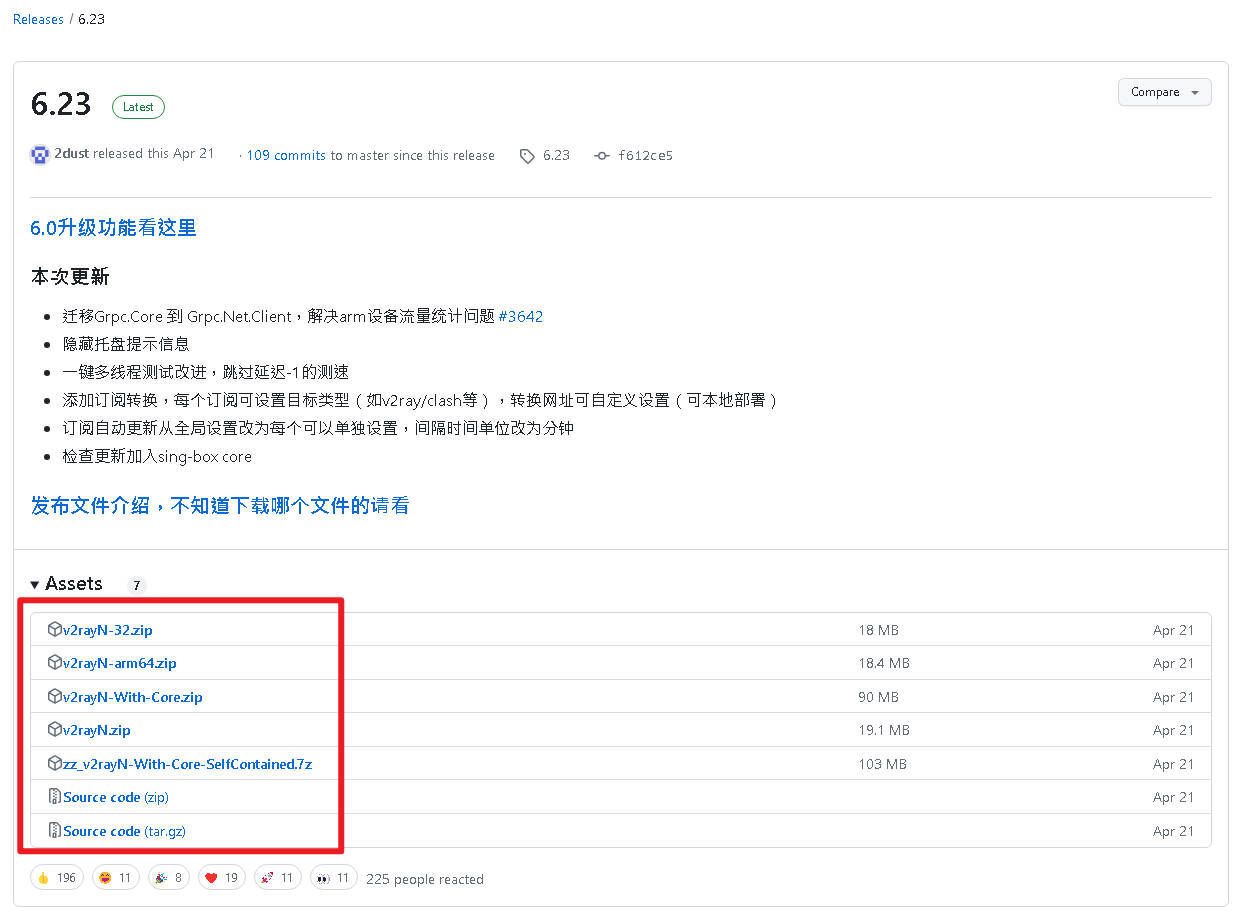 Releases / 6.23
6.23 Latest Compare
2dust released this Apr 21 · 109 commits to master since this release 6.23 f612ce5
6.0升级功能看这里
本次更新
迁移Grpc.Core 到 Grpc.Net.Client，解决arm设备流量统计问题 #3642
隐藏托盘提示信息
一键多线程测试改进，跳过延迟-1的测速
添加订阅转换，每个订阅可设置目标类型（如v2ray/clash等），转换网址可自定义设置（可本地部署）
订阅自动更新从全局设置改为每个可以单独设置，间隔时间单位改为分钟
检查更新加入sing-box core
发布文件介绍，不知道下载哪个文件的请看
Assets 7
v2rayN-32.zip 18 MB Apr 21
v2rayN-arm64.zip 18.4 MB Apr 21
v2rayN-With-Core.zip 90 MB Apr 21
v2rayN.zip 19.1 MB Apr 21
zz_v2rayN-With-Core-SelfContained.7z 103 MB Apr 21
Source code (zip) Apr 21
Source code (tar.gz) Apr 21
196 11 8 19 11 11 225 people reacted